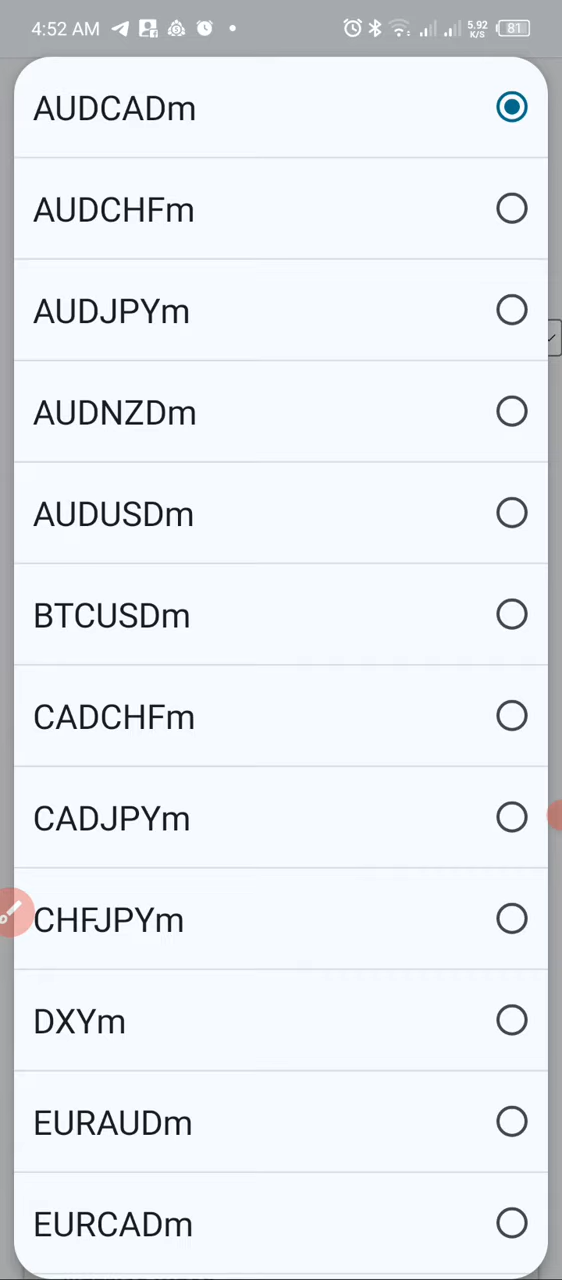 4:52 AM 5.92 K/S 81
AUDCADm
AUDCHFm
AUDJPYm
AUDNZDm
AUDUSDm
BTCUSDm
CADCHFm
CADJPYm
CHFJPYm
DXYm
EURAUDm
EURCADm